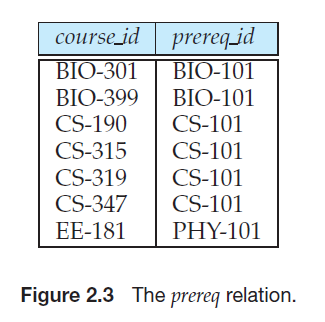 course_id prereq_id
BIO-301 BIO-101
BIO-399 BIO-101
CS-190 CS-101
CS-315 CS-101
CS-319 CS-101
CS-347 CS-101
EE-181 PHY-101
Figure 2.3 The prereq relation.